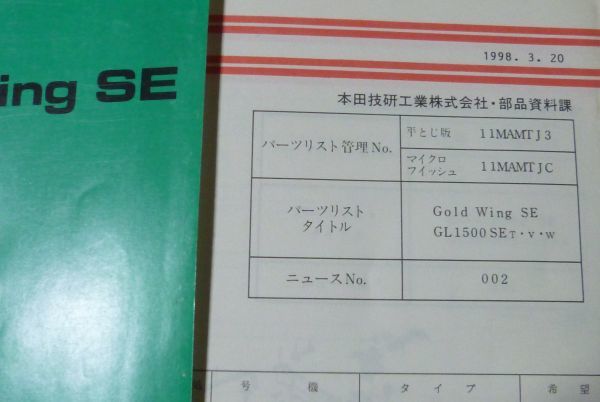 ing SE
1998. 3. 20
本田技研工業株式会社・部品資料課
パーツリスト管理No.
平とじ版
11MAMTJ3
マイクロ
フイッシュ
11MAMTJC
パーツリスト
タイトル
Gold Wing SE
GL1500SET・V・W
ニュースNo.
002
号 機
タ イ プ
希 望